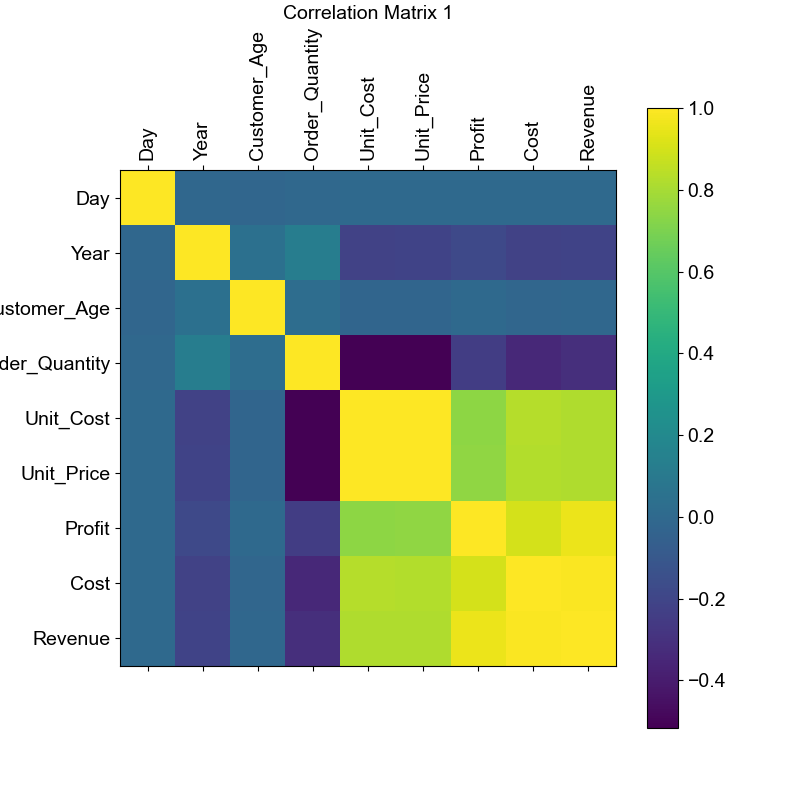 Correlation Matrix 1
Day
Year
Customer_Age
Order_Quantity
Unit_Cost
Unit_Price
Profit
Cost
Revenue
Day
Year
ustomer_Age
der_Quantity
Unit_Cost
Unit_Price
Profit
Cost
Revenue
1.0
0.8
0.6
0.4
0.2
0.0
−0.2
−0.4